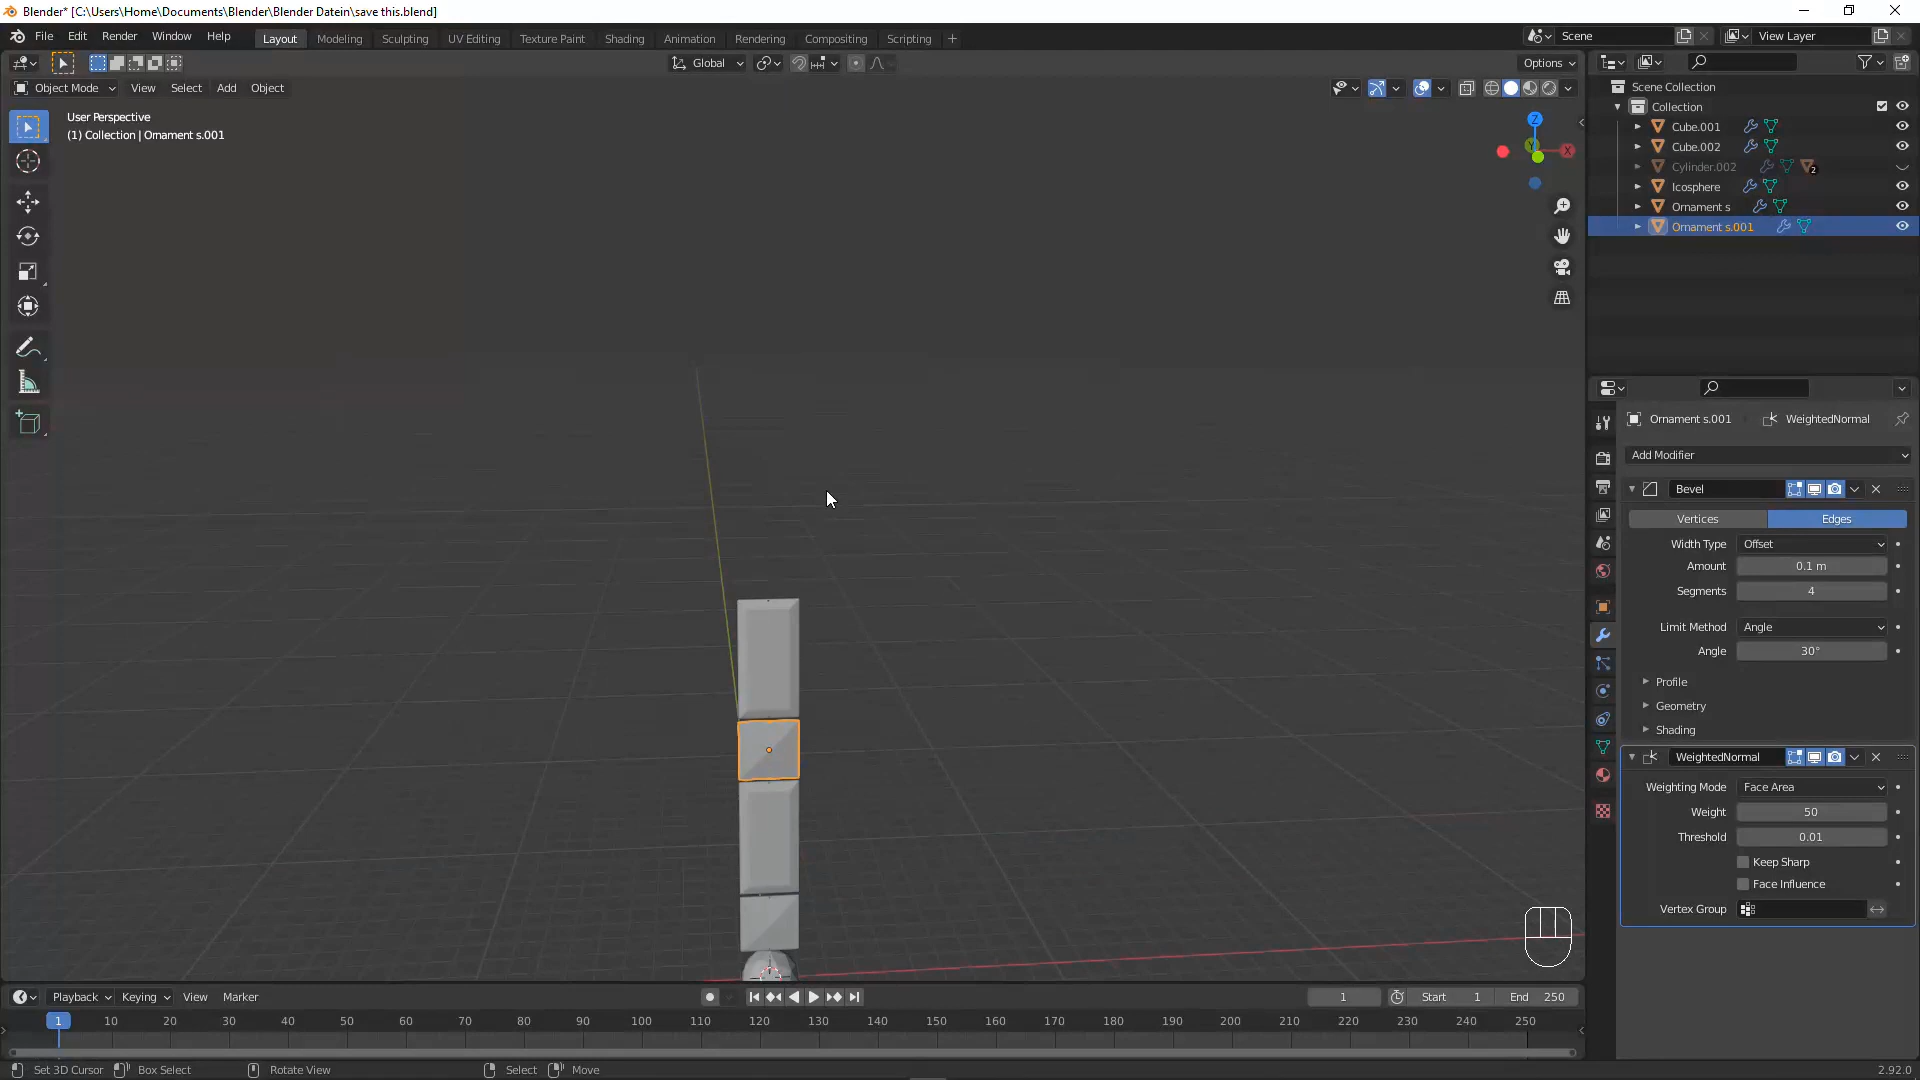 Blender* [C:\Users\Home\Documents\Blender\Blender Datein\save this.blend]
File Edit Render Window Help Layout Modeling Sculpting UV Editing Texture Paint Shading Animation Rendering Compositing Scripting + Scene View Layer
Global Options
Object Mode View Select Add Object
User Perspective
(1) Collection | Ornament s.001
Z
Y
X
Scene Collection
Collection
Cube.001
Cube.002
Cylinder.002 2
Icosphere
Ornament s
Ornament s.001
Ornament s.001 WeightedNormal
Add Modifier
Bevel
Vertices Edges
Width Type Offset
Amount 0.1 m
Segments 4
Limit Method Angle
Angle 30°
Profile
Geometry
Shading
WeightedNormal
Weighting Mode Face Area
Weight 50
Threshold 0.01
Keep Sharp
Face Influence
Vertex Group
Playback Keying View Marker 1 Start 1 End 250
1 10 20 30 40 50 60 70 80 90 100 110 120 130 140 150 160 170 180 190 200 210 220 230 240 250
Set 3D Cursor Box Select Rotate View Select Move 2.92.0